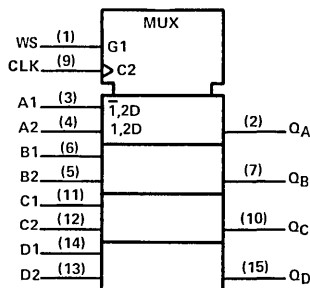 MUX
WS (1) G1
CLK (9) C2
A1 (3) 1̅,2D
A2 (4) 1,2D (2) QA
B1 (6)
B2 (5) (7) QB
C1 (11)
C2 (12) (10) QC
D1 (14)
D2 (13) (15) QD